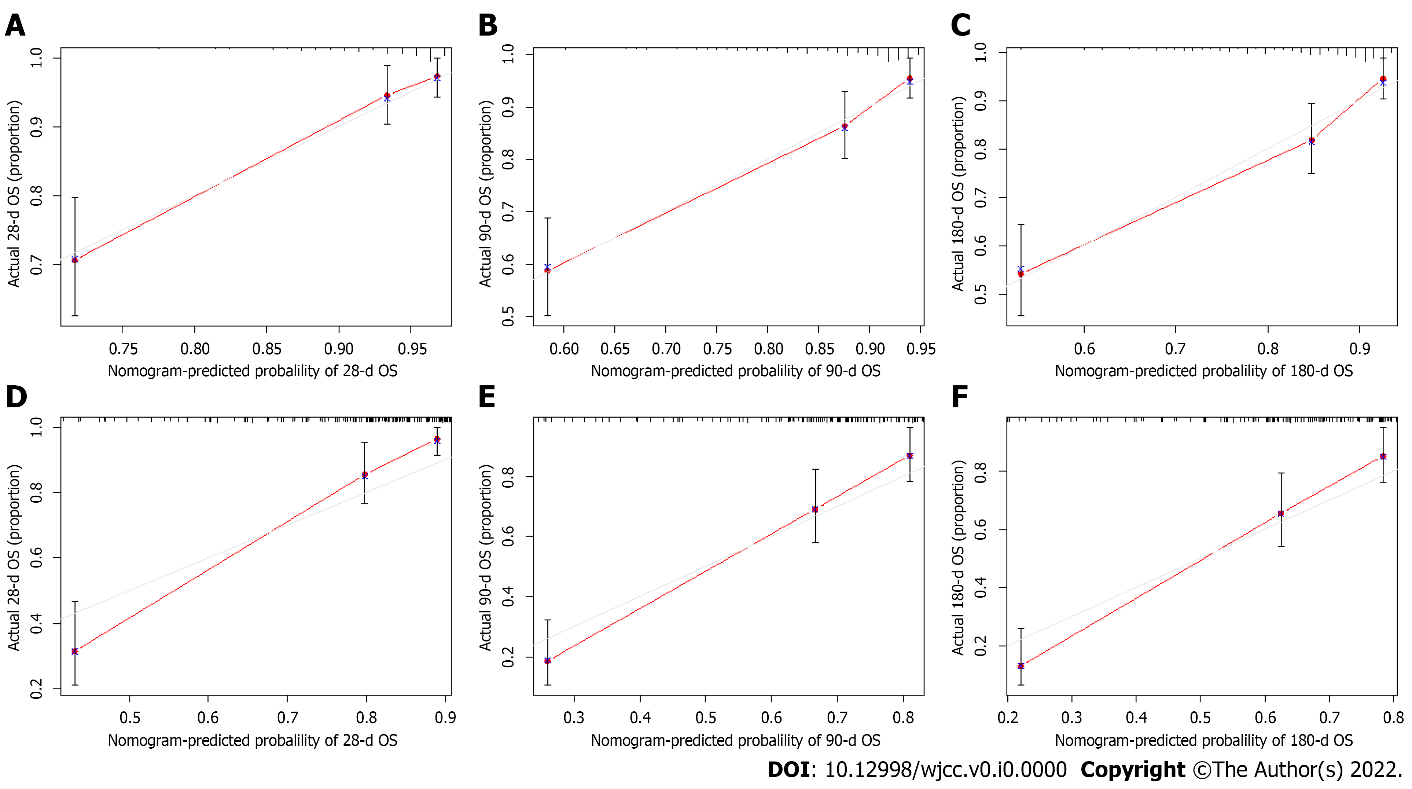 A
Actual 28-d OS (proportion)
1.0
0.9
0.8
0.7
0.75 0.80 0.85 0.90 0.95
Nomogram-predicted probalility of 28-d OS
B
Actual 90-d OS (proportion)
1.0
0.9
0.8
0.7
0.6
0.5
0.60 0.65 0.70 0.75 0.80 0.85 0.90 0.95
Nomogram-predicted probalility of 90-d OS
C
Actual 180-d OS (proportion)
1.0
0.9
0.8
0.7
0.6
0.5
0.6 0.7 0.8 0.9
Nomogram-predicted probalility of 180-d OS
D
Actual 28-d OS (proportion)
1.0
0.8
0.6
0.4
0.2
0.5 0.6 0.7 0.8 0.9
Nomogram-predicted probalility of 28-d OS
E
Actual 90-d OS (proportion)
0.8
0.6
0.4
0.2
0.3 0.4 0.5 0.6 0.7 0.8
Nomogram-predicted probalility of 90-d OS
F
Actual 180-d OS (proportion)
0.8
0.6
0.4
0.2
0.2 0.3 0.4 0.5 0.6 0.7 0.8
Nomogram-predicted probalility of 180-d OS
DOI: 10.12998/wjcc.v0.i0.0000 Copyright ©The Author(s) 2022.